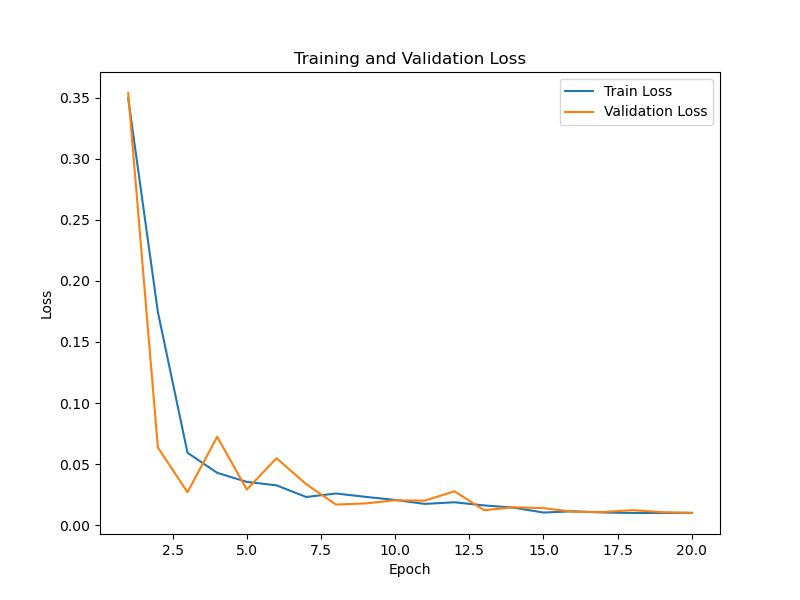 Training and Validation Loss
Train Loss
Validation Loss
0.35
0.30
0.25
0.20
0.15
0.10
0.05
0.00
Loss
2.5 5.0 7.5 10.0 12.5 15.0 17.5 20.0
Epoch